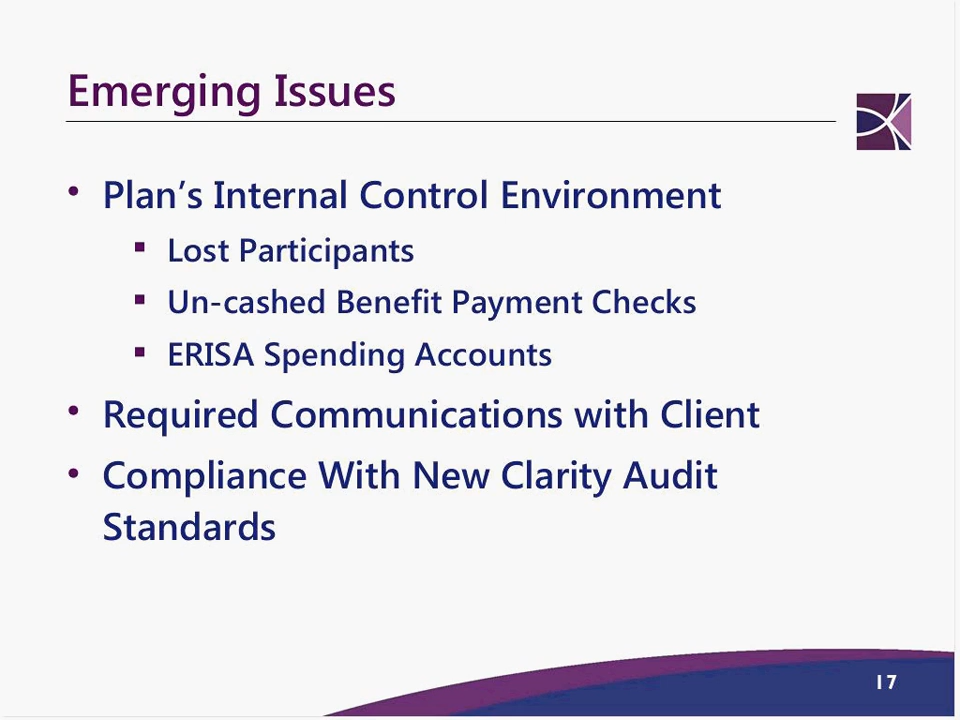 Emerging Issues
• Plan’s Internal Control Environment
▪ Lost Participants
▪ Un-cashed Benefit Payment Checks
▪ ERISA Spending Accounts
• Required Communications with Client
• Compliance With New Clarity Audit
Standards
17